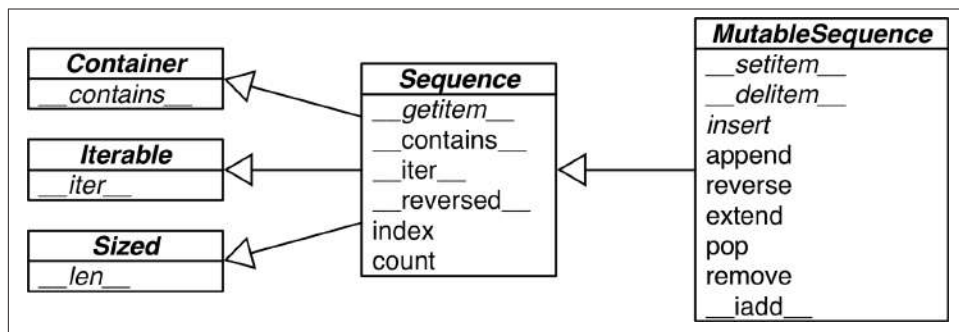 Container
__contains__
Iterable
__iter__
Sized
__len__
Sequence
__getitem__
__contains__
__iter__
__reversed__
index
count
MutableSequence
__setitem__
__delitem__
insert
append
reverse
extend
pop
remove
__iadd__